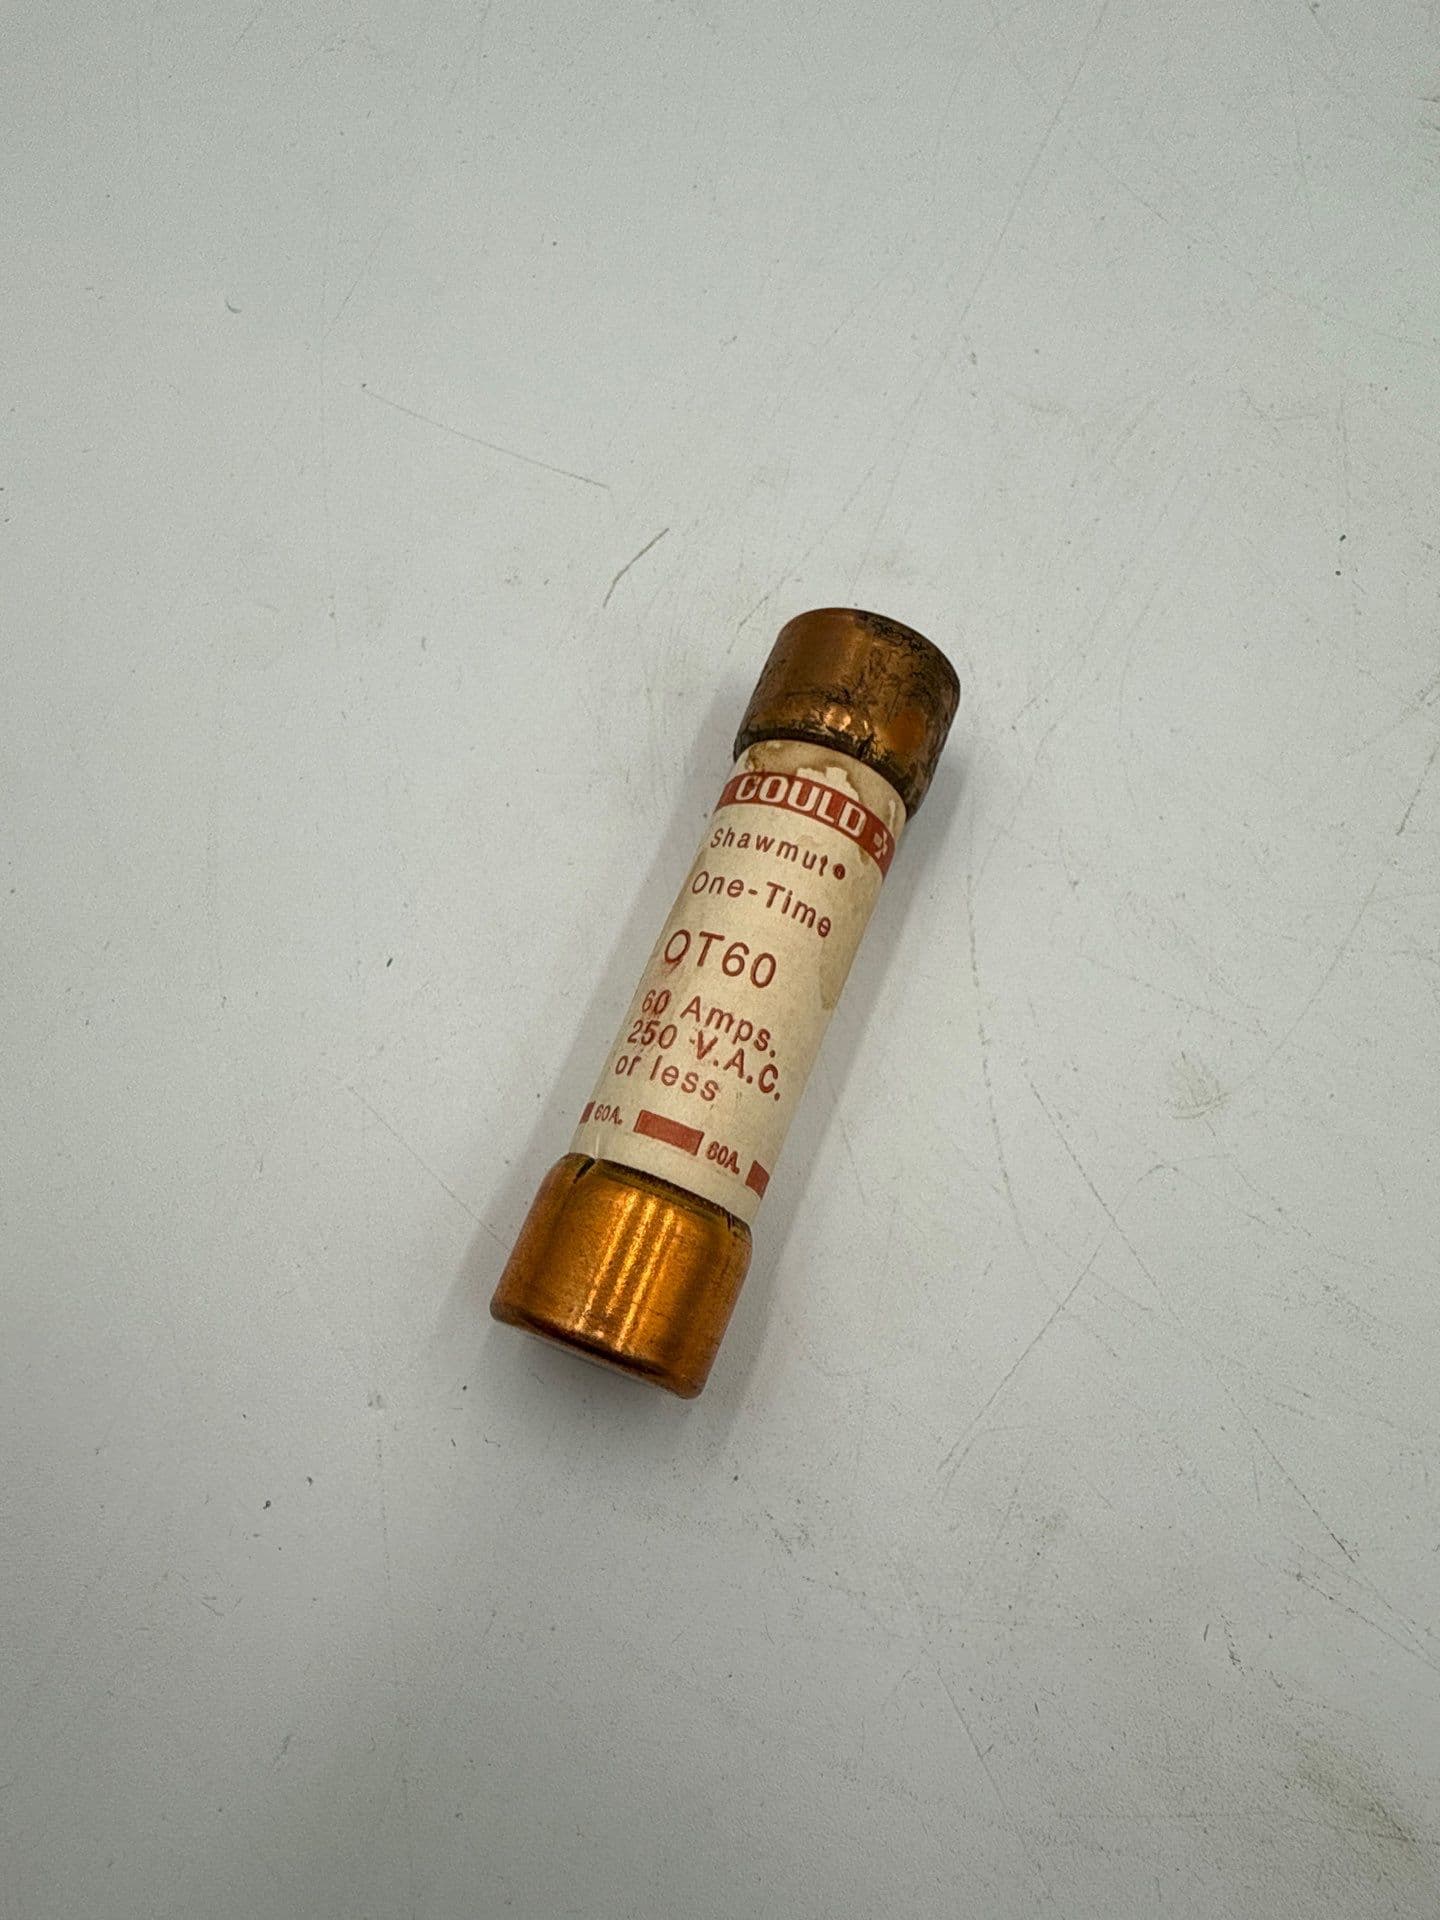 GOULD
Shawmut®
One-Time
OT60
60 Amps.
250 V.A.C.
or less
60A. 60A.